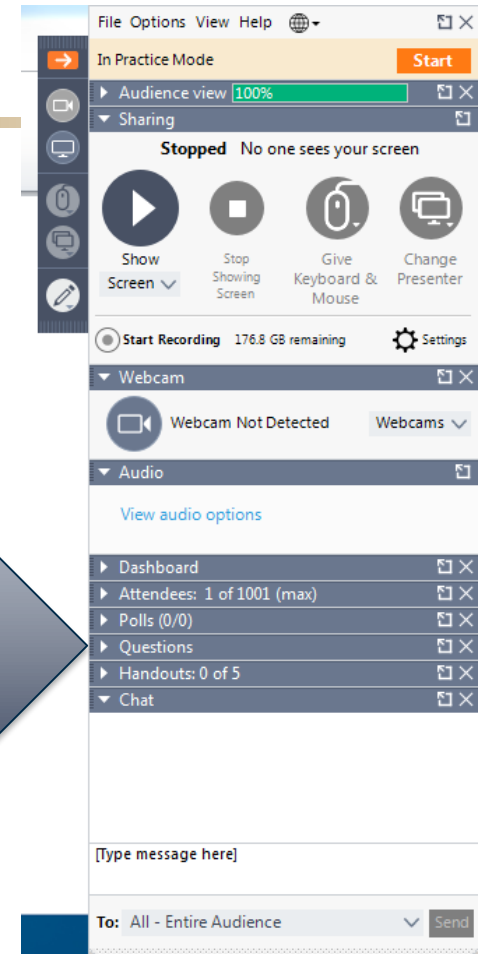 File Options View Help
In Practice Mode Start
Audience view 100%
Sharing
Stopped No one sees your screen
Show Screen
Stop Showing Screen
Give Keyboard & Mouse
Change Presenter
Start Recording 176.8 GB remaining Settings
Webcam
Webcam Not Detected Webcams
Audio
View audio options
Dashboard
Attendees: 1 of 1001 (max)
Polls (0/0)
Questions
Handouts: 0 of 5
Chat
[Type message here]
To: All - Entire Audience Send